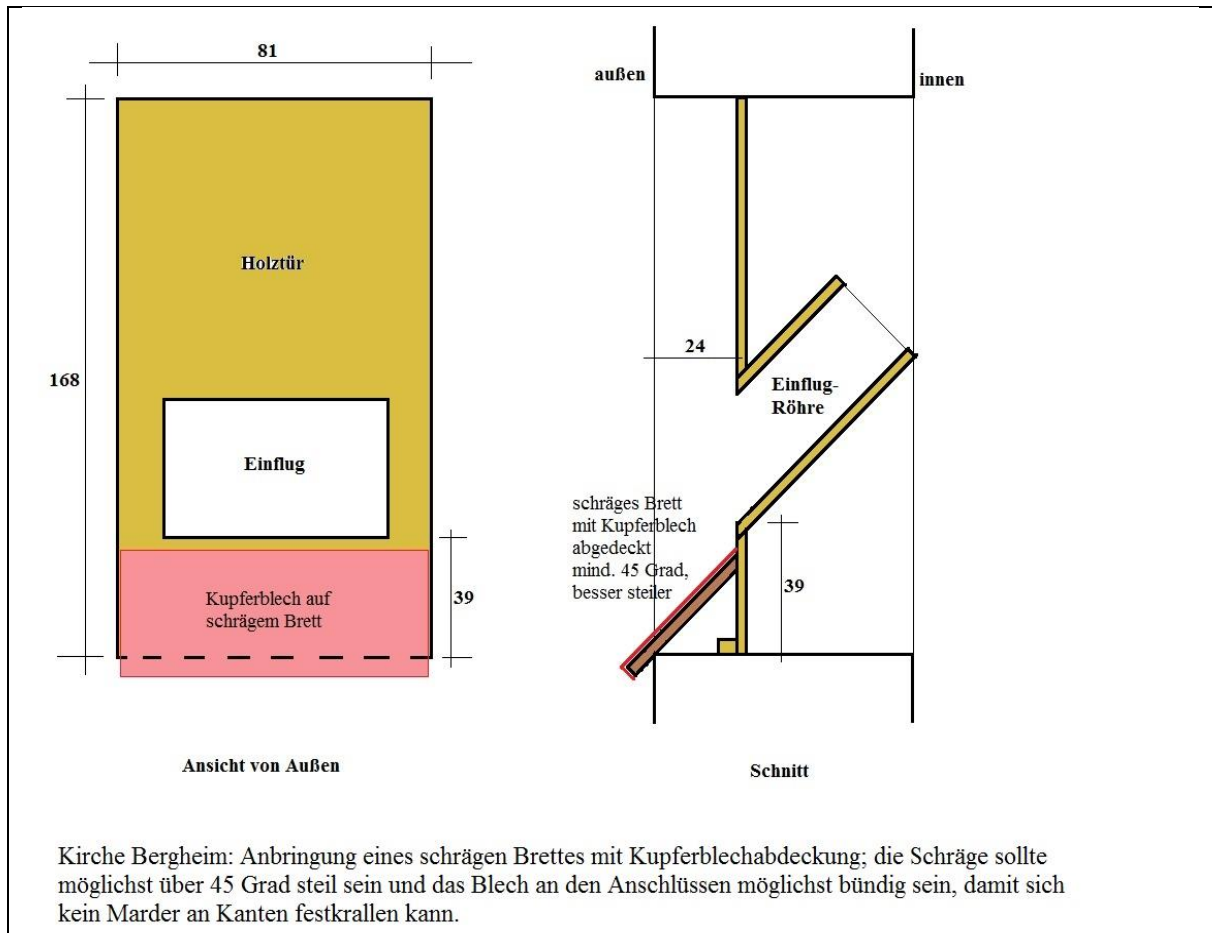 81
168
Holztür
Einflug
39
Kupferblech auf
schrägem Brett
Ansicht von Außen
außen
innen
24
Einflug-
Röhre
schräges Brett
mit Kupferblech
abgedeckt
mind. 45 Grad,
besser steiler
39
Schnitt
Kirche Bergheim: Anbringung eines schrägen Brettes mit Kupferblechabdeckung; die Schräge sollte
möglichst über 45 Grad steil sein und das Blech an den Anschlüssen möglichst bündig sein, damit sich
kein Marder an Kanten festkrallen kann.